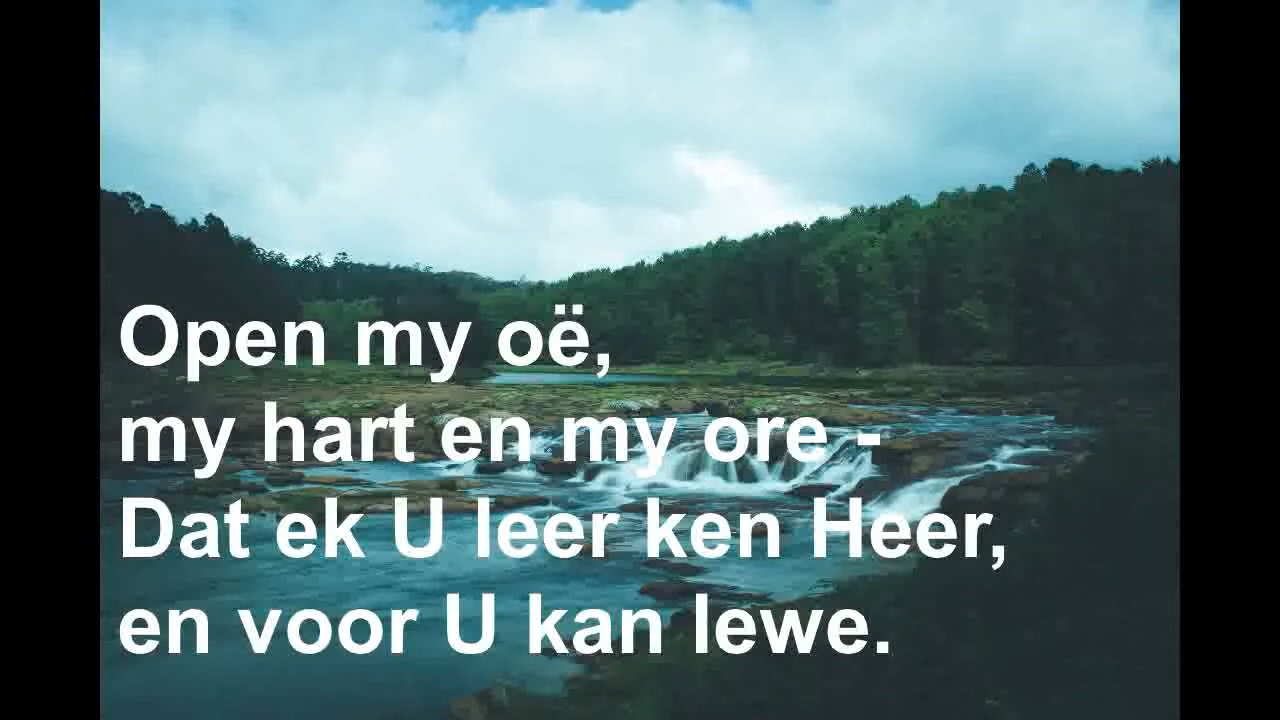 Open my oë,
my hart en my ore -
Dat ek U leer ken Heer,
en voor U kan lewe.